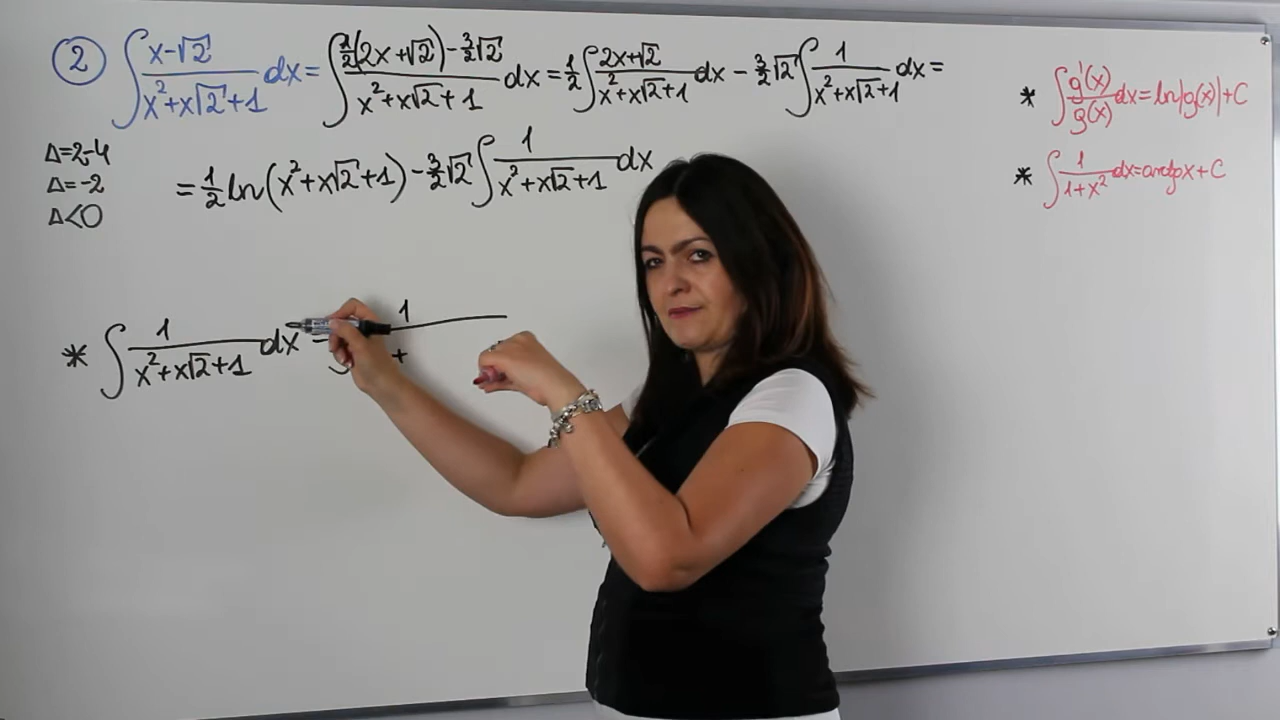 ② ∫ (x-√2)/(x²+x√2+1) dx = ∫ (½(2x+√2)-3/2√2)/(x²+x√2+1) dx = ½ ∫ (2x+√2)/(x²+x√2+1) dx - 3/2√2 ∫ 1/(x²+x√2+1) dx =
* ∫ g'(x)/g(x) dx = ln|g(x)| + C
Δ=2-4
Δ=-2
Δ<0
= ½ ln(x²+x√2+1) - 3/2√2 ∫ 1/(x²+x√2+1) dx
* ∫ 1/(1+x²) dx = arctgx + C
* ∫ 1/(x²+x√2+1) dx = ∫ 1/ +